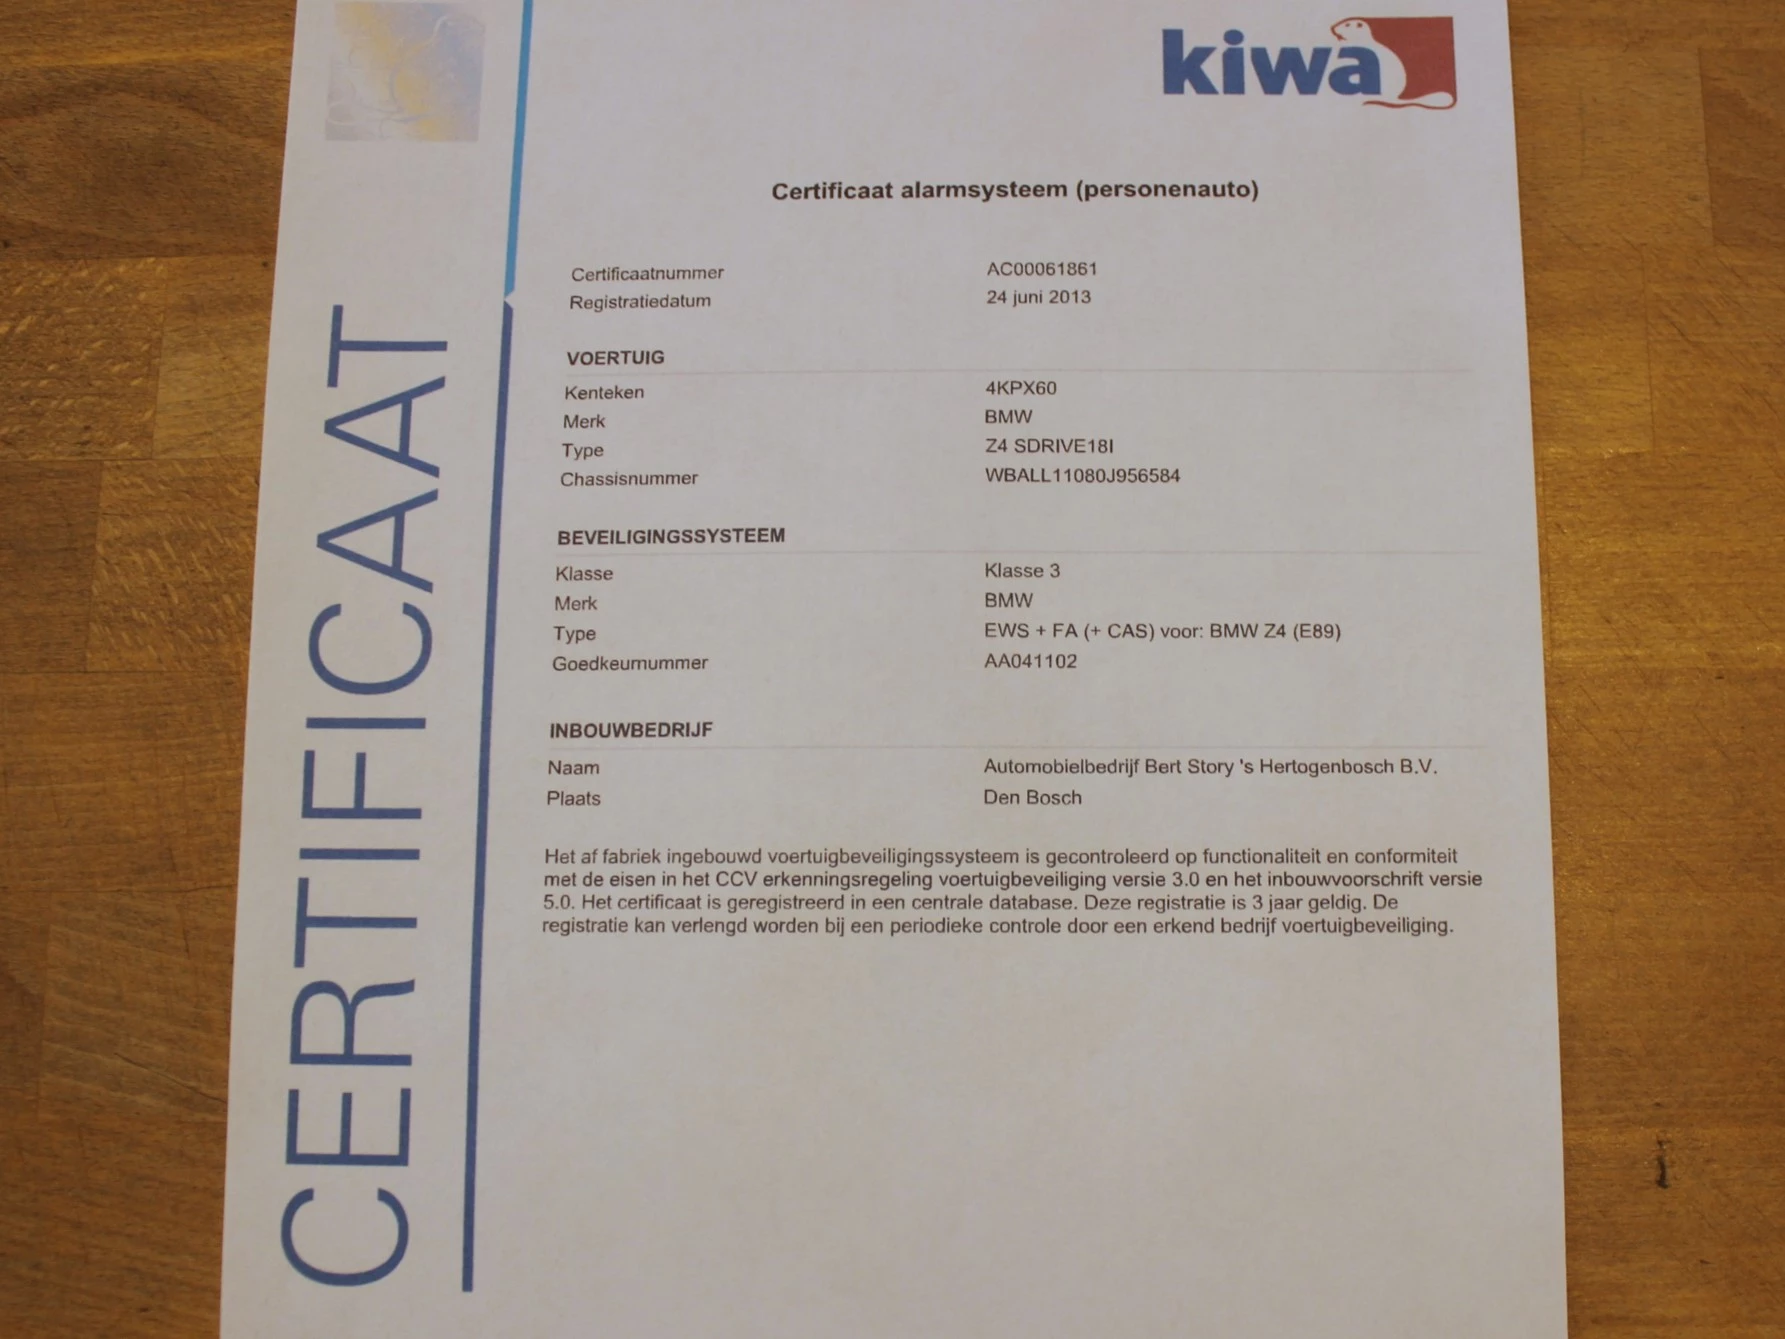 kiwa
CERTIFICAAT
Certificaat alarmsysteem (personenauto)
Certificaatnummer AC00061861
Registratiedatum 24 juni 2013
VOERTUIG
Kenteken 4KPX60
Merk BMW
Type Z4 SDRIVE18I
Chassisnummer WBALL11080J956584
BEVEILIGINGSSYSTEEM
Klasse Klasse 3
Merk BMW
Type EWS + FA (+ CAS) voor: BMW Z4 (E89)
Goedkeurnummer AA041102
INBOUWBEDRIJF
Naam Automobielbedrijf Bert Story 's Hertogenbosch B.V.
Plaats Den Bosch
Het af fabriek ingebouwd voertuigbeveiligingssysteem is gecontroleerd op functionaliteit en conformiteit
met de eisen in het CCV erkenningsregeling voertuigbeveiliging versie 3.0 en het inbouwvoorschrift versie
5.0. Het certificaat is geregistreerd in een centrale database. Deze registratie is 3 jaar geldig. De
registratie kan verlengd worden bij een periodieke controle door een erkend bedrijf voertuigbeveiliging.